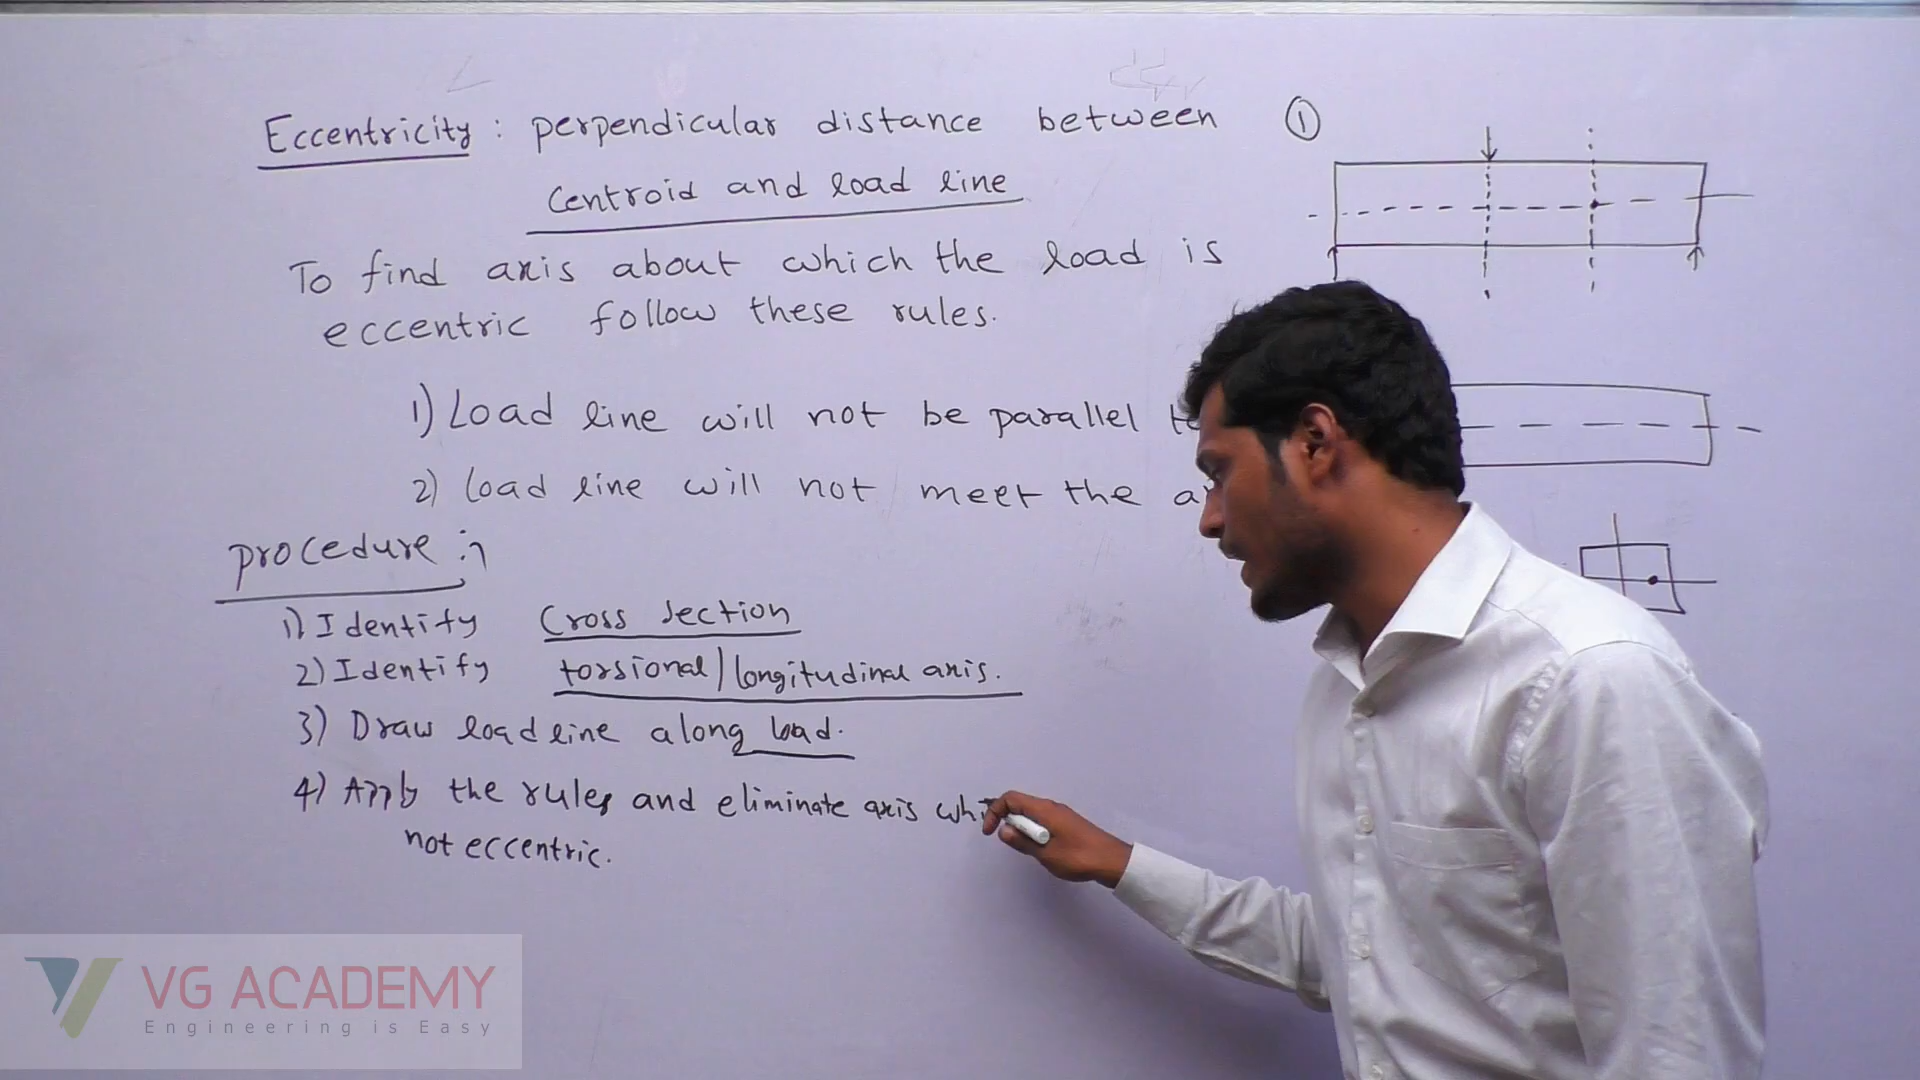 Eccentricity : perpendicular distance between
centroid and load line
To find axis about which the load is
eccentric follow these rules.
1) Load line will not be parallel
2) Load line will not meet the
procedure :
1) Identify Cross section
2) Identify torsional/longitudinal axis.
3) Draw load line along load.
4) Apply the rules and eliminate axis
not eccentric.
1
VG ACADEMY
Engineering is Easy